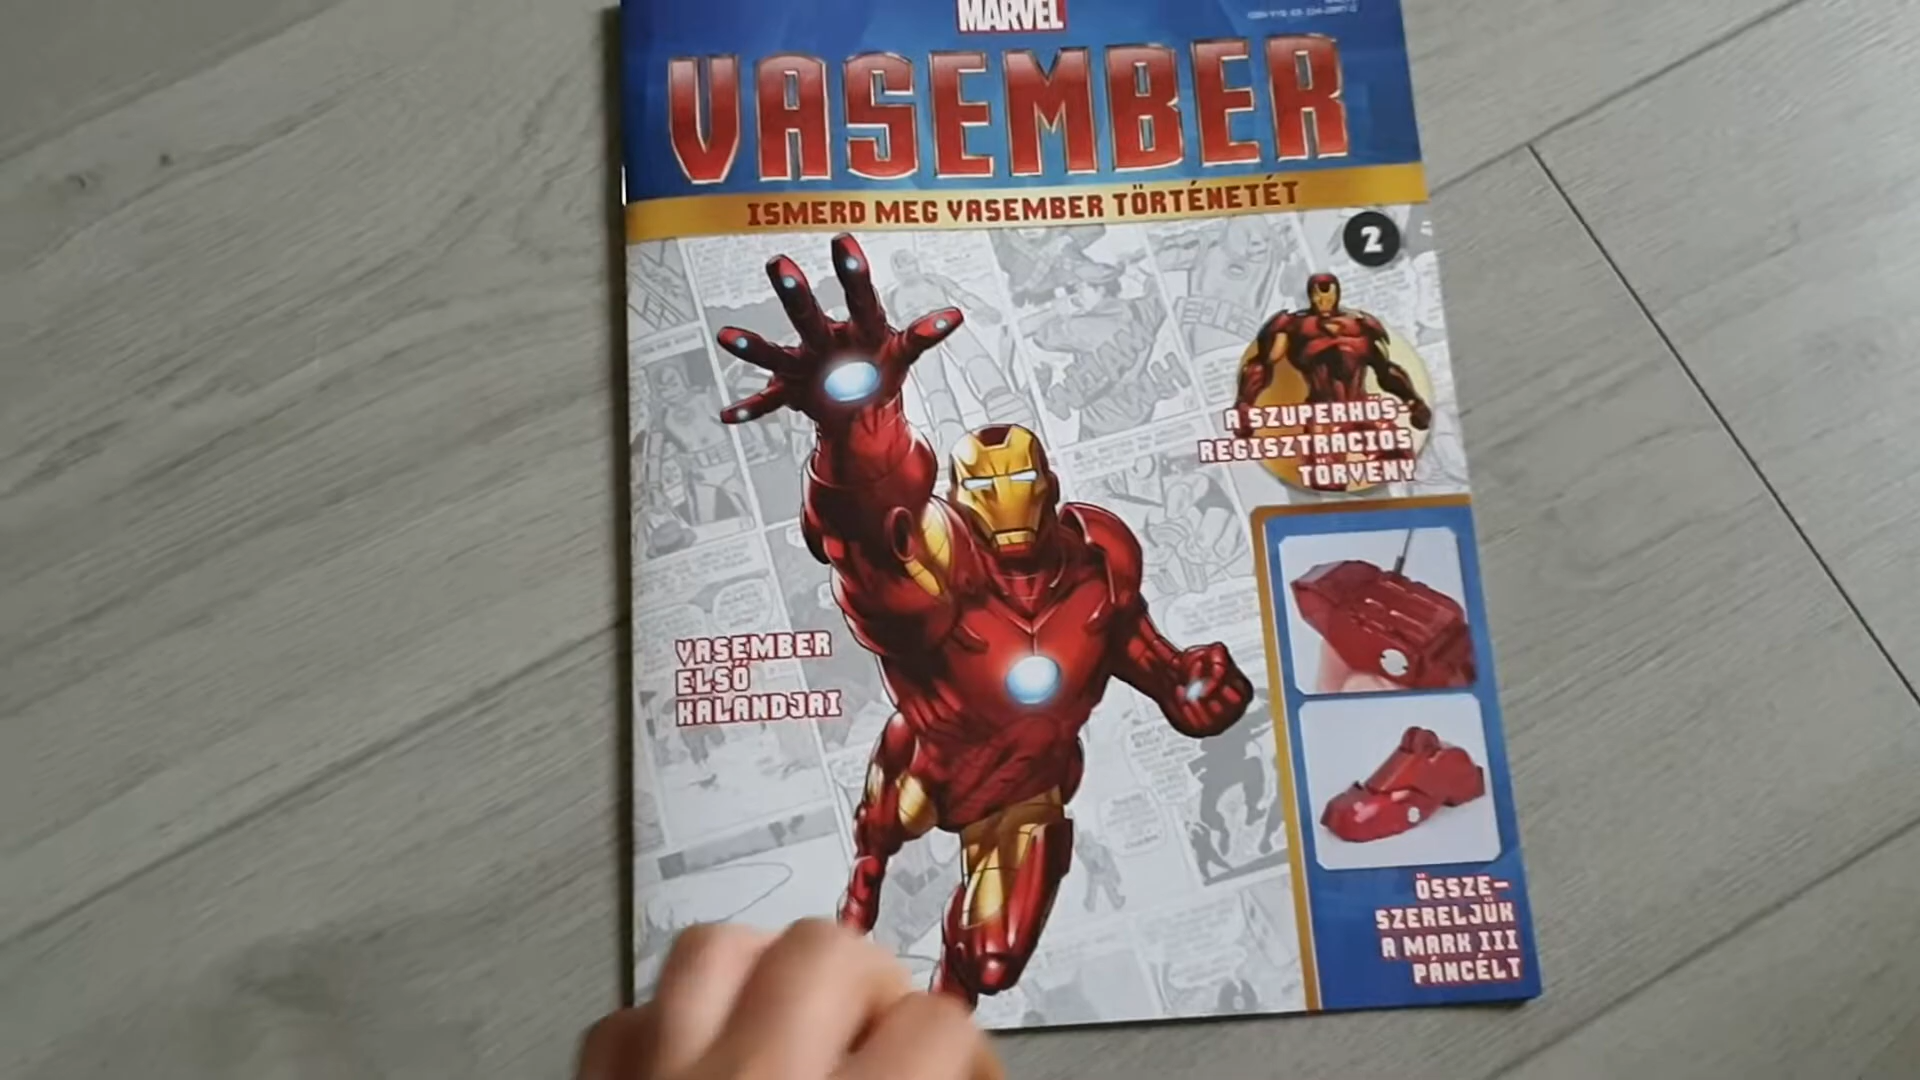 MARVEL
VASEMBER
ISMERD MEG VASEMBER TÖRTÉNETÉT
2
A SZUPERHŐS-
REGISZTRÁCIÓS
TÖRVÉNY
VASEMBER
ELSŐ
KALANDJAI
ÖSSZE-
SZERELJÜK
A MARK III
PÁNCÉLT